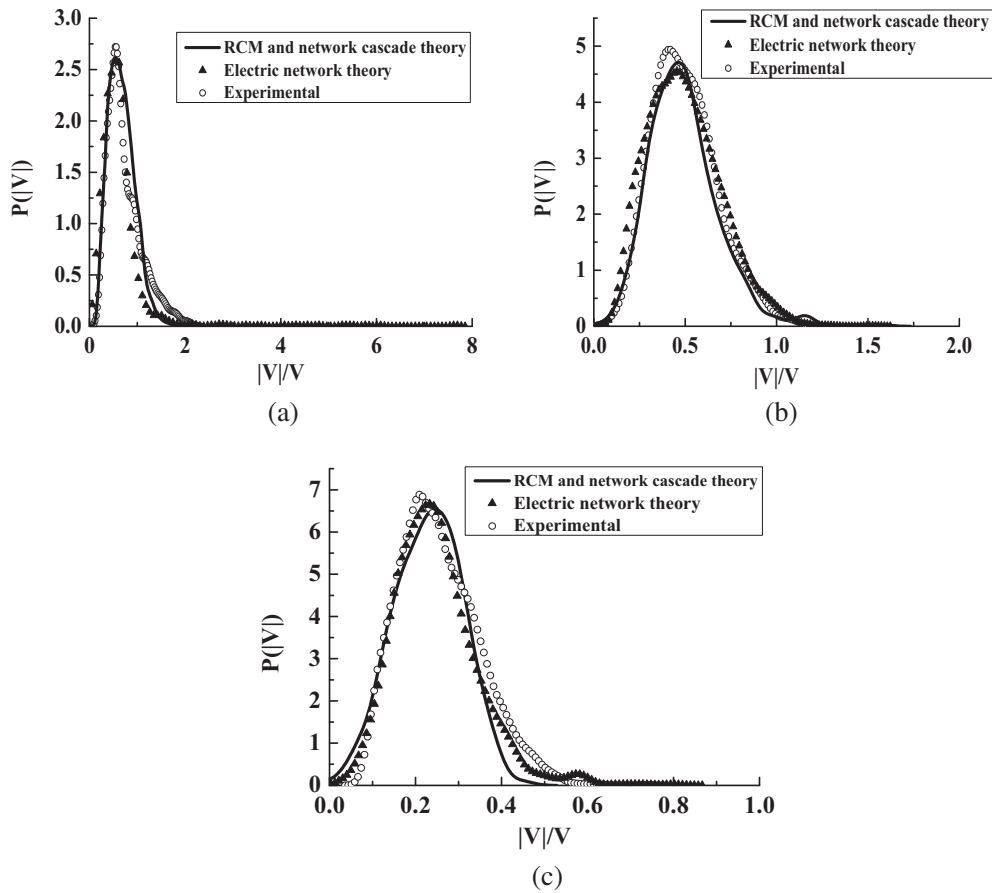 3.0
2.5
2.0
1.5
1.0
0.5
0.0
P(|V|)
RCM and network cascade theory
Electric network theory
Experimental
0 2 4 6 8
|V|/V
(a)
5
4
3
2
1
0
P(|V|)
RCM and network cascade theory
Electric network theory
Experimental
0.0 0.5 1.0 1.5 2.0
|V|/V
(b)
7
6
5
4
3
2
1
0
P(|V|)
RCM and network cascade theory
Electric network theory
Experimental
0.0 0.2 0.4 0.6 0.8 1.0
|V|/V
(c)